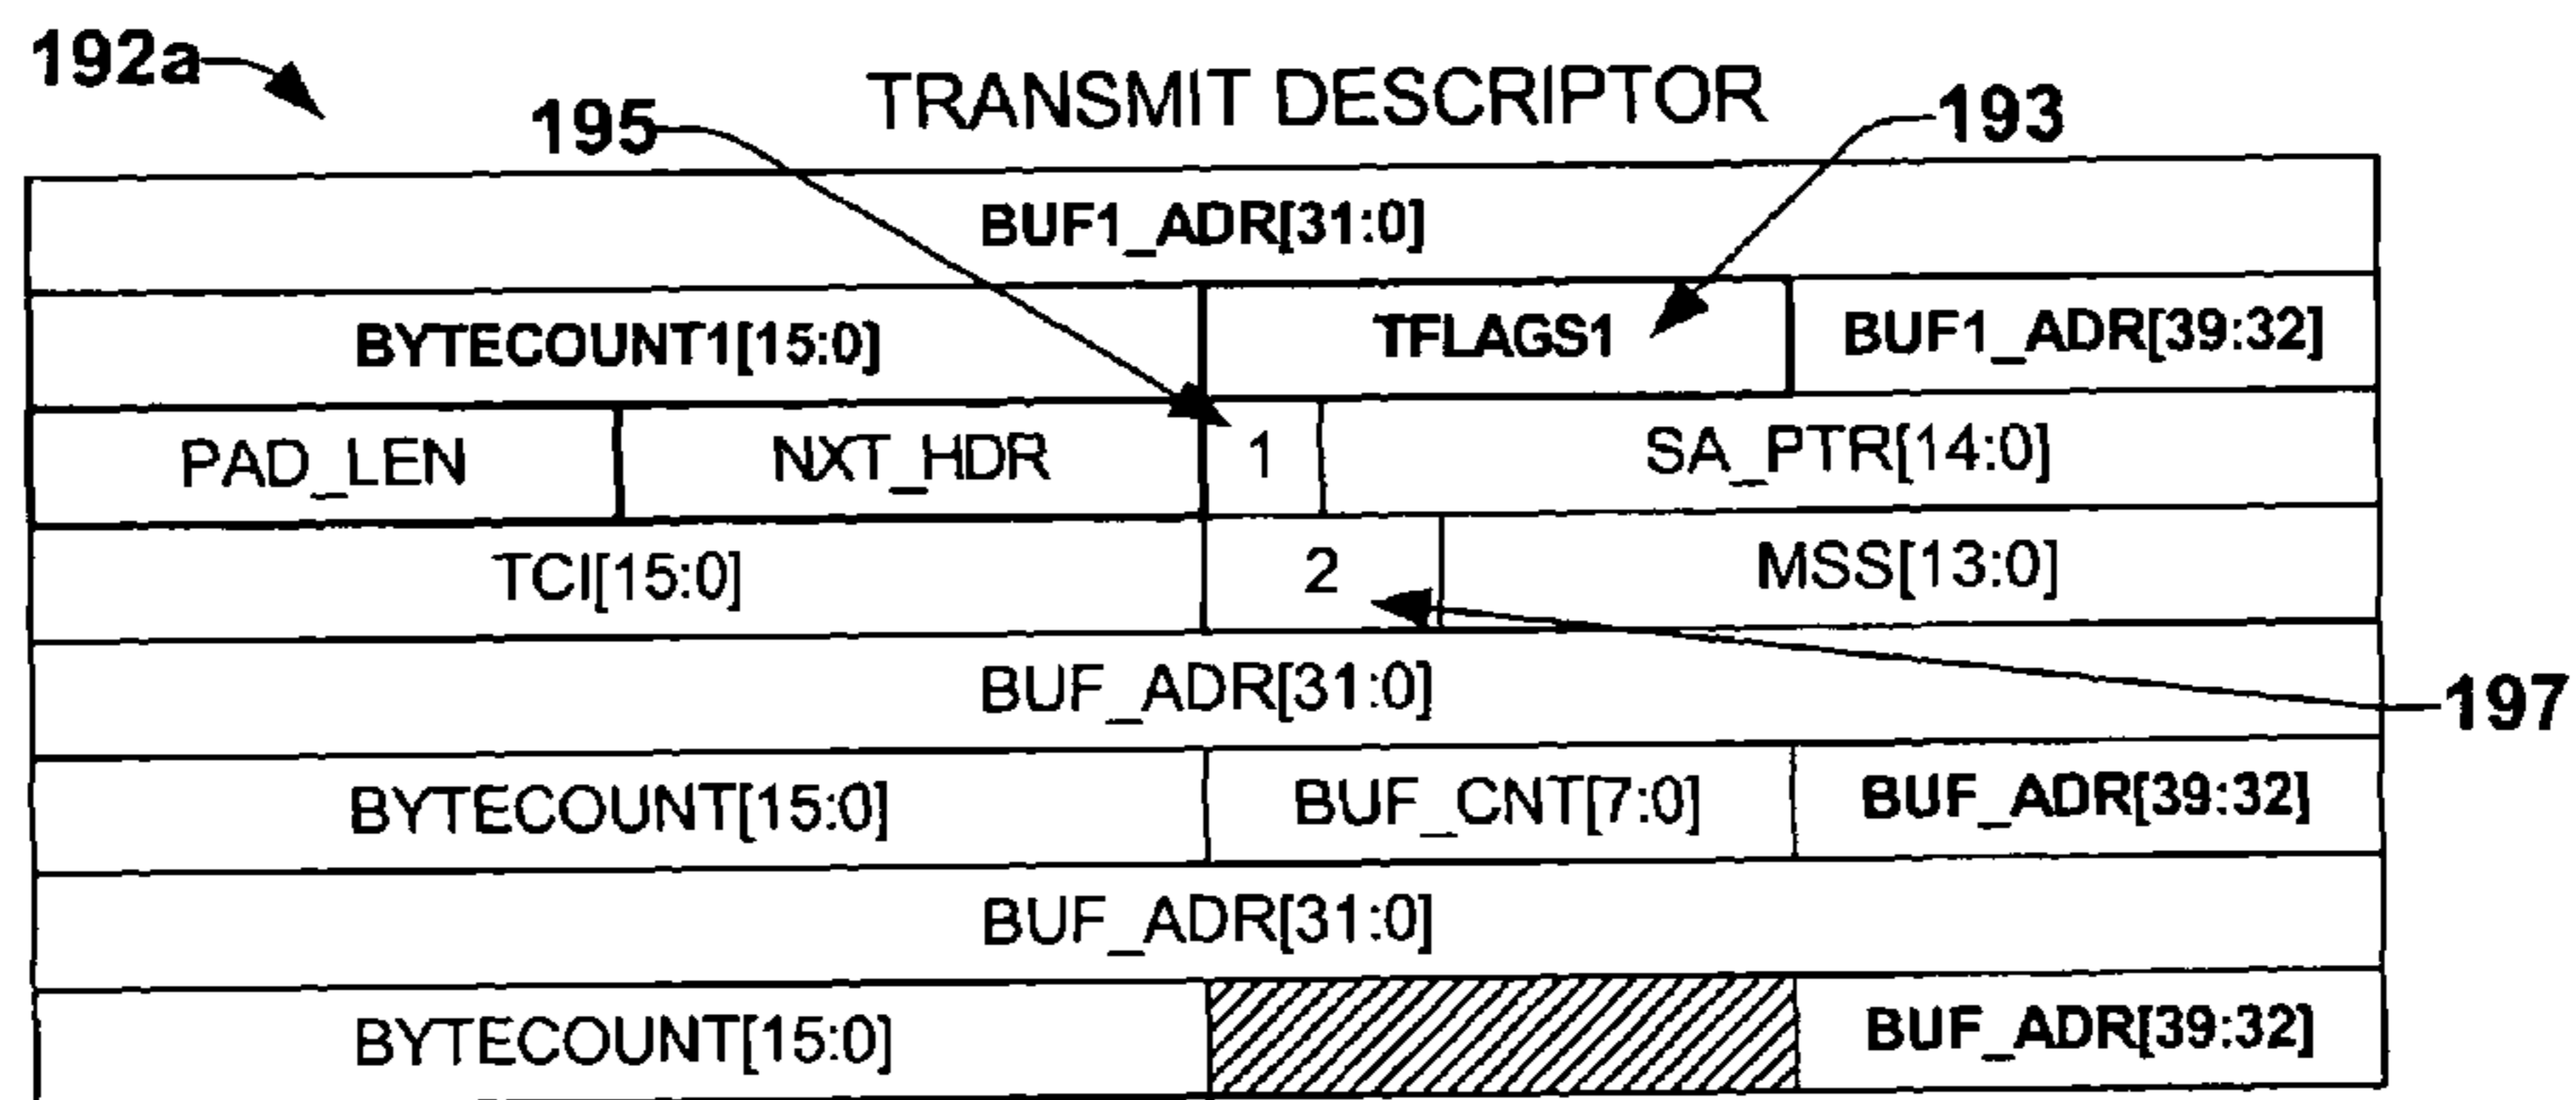 192a
TRANSMIT DESCRIPTOR
195
193
BUF1_ADR[31:0]
BYTECOUNT1[15:0] TFLAGS1 BUF1_ADR[39:32]
PAD_LEN NXT_HDR 1 SA_PTR[14:0]
TCI[15:0] 2 MSS[13:0]
BUF_ADR[31:0]
197
BYTECOUNT[15:0] BUF_CNT[7:0] BUF_ADR[39:32]
BUF_ADR[31:0]
BYTECOUNT[15:0] BUF_ADR[39:32]